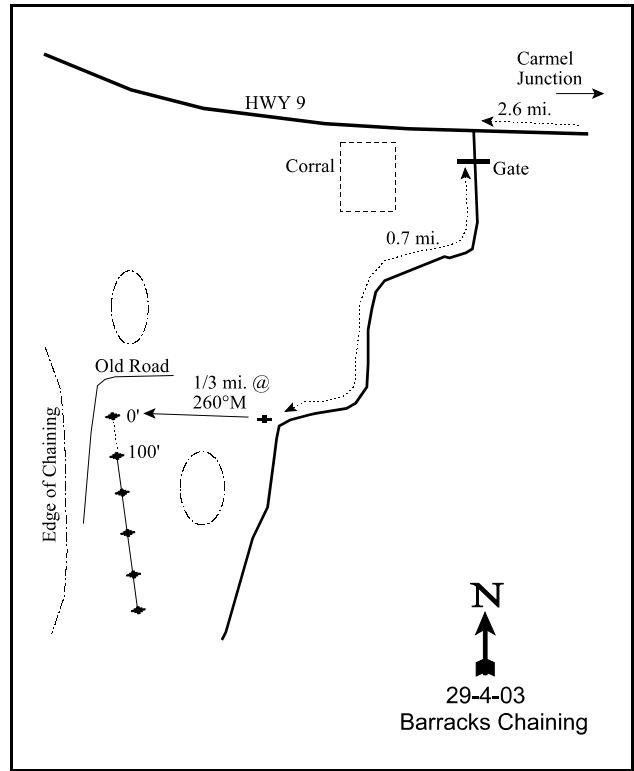 Carmel
Junction
HWY 9
2.6 mi.
Corral
Gate
0.7 mi.
Old Road
1/3 mi. @
260°M
0'
100'
Edge of Chaining
N
29-4-03
Barracks Chaining